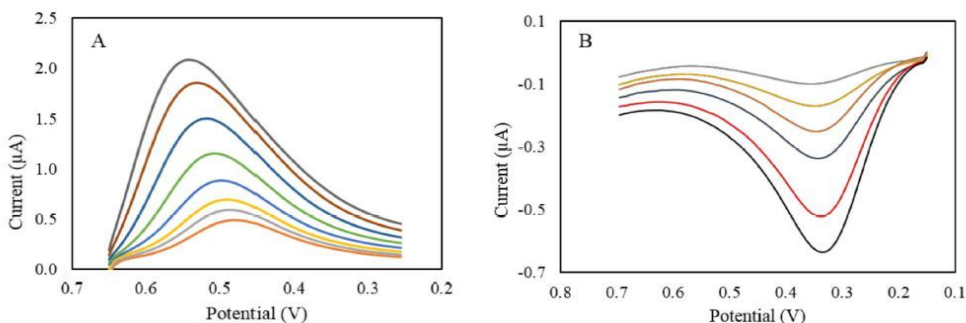 A
2.5
2.0
1.5
1.0
0.5
0.0
Current (μA)
0.7 0.6 0.5 0.4 0.3 0.2
Potential (V)
B
0.1
-0.1
-0.3
-0.5
-0.7
Current (μA)
0.8 0.7 0.6 0.5 0.4 0.3 0.2 0.1
Potential (V)